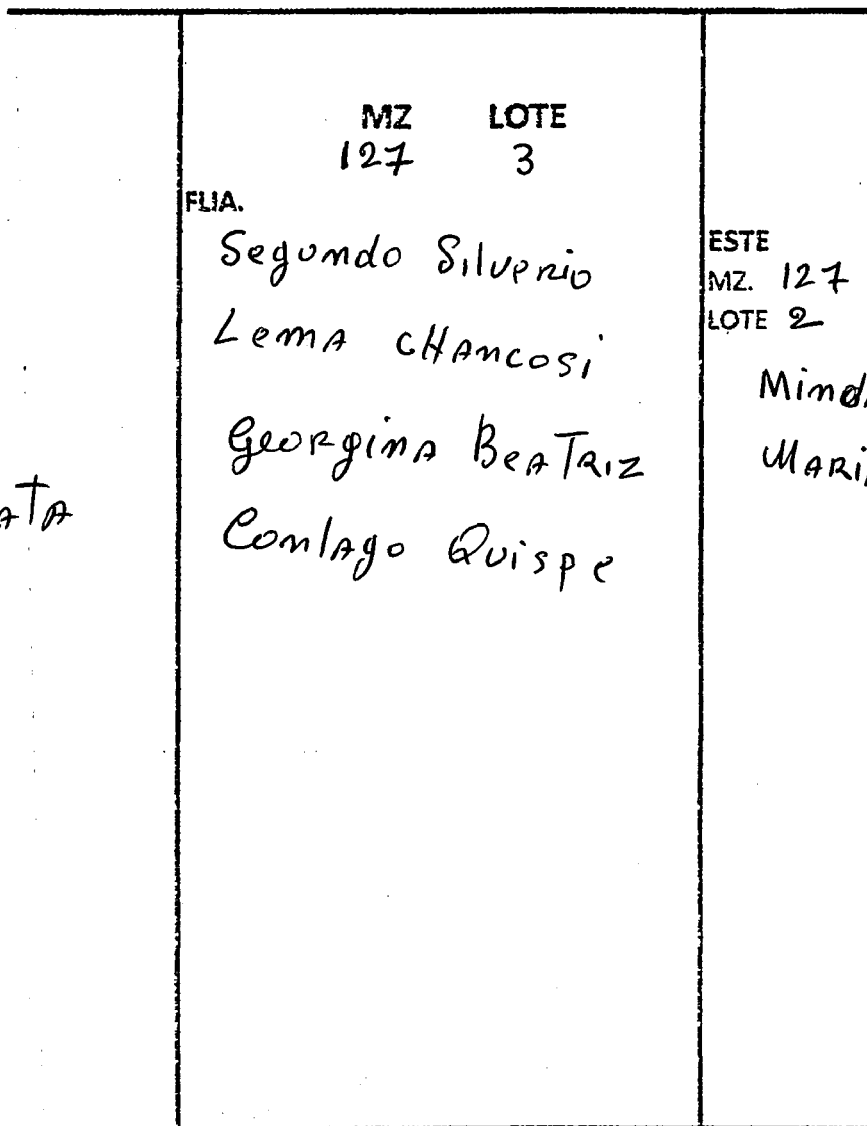 MZ LOTE
127 3
FLIA.
Segundo Silverio
Lema CHAncosi
Georgina BeATRiz
Conlago Quispe
ESTE
MZ. 127
LOTE 2